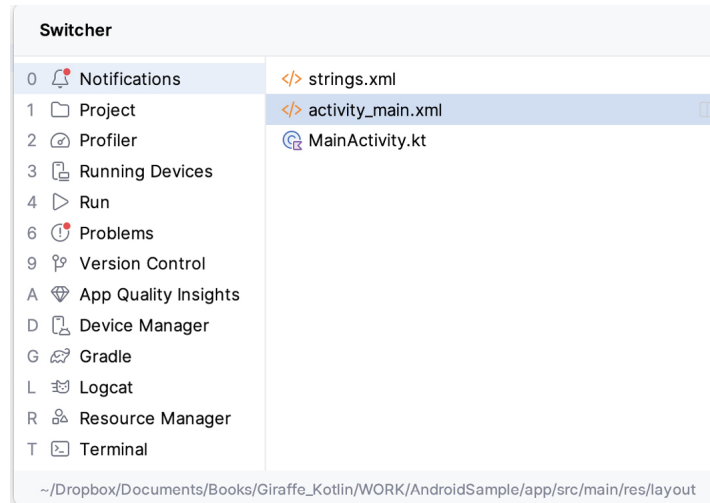 Switcher
0 Notifications
1 Project
2 Profiler
3 Running Devices
4 Run
6 Problems
9 Version Control
A App Quality Insights
D Device Manager
G Gradle
L Logcat
R Resource Manager
T Terminal
</> strings.xml
</> activity_main.xml
MainActivity.kt
~/Dropbox/Documents/Books/Giraffe_Kotlin/WORK/AndroidSample/app/src/main/res/layout